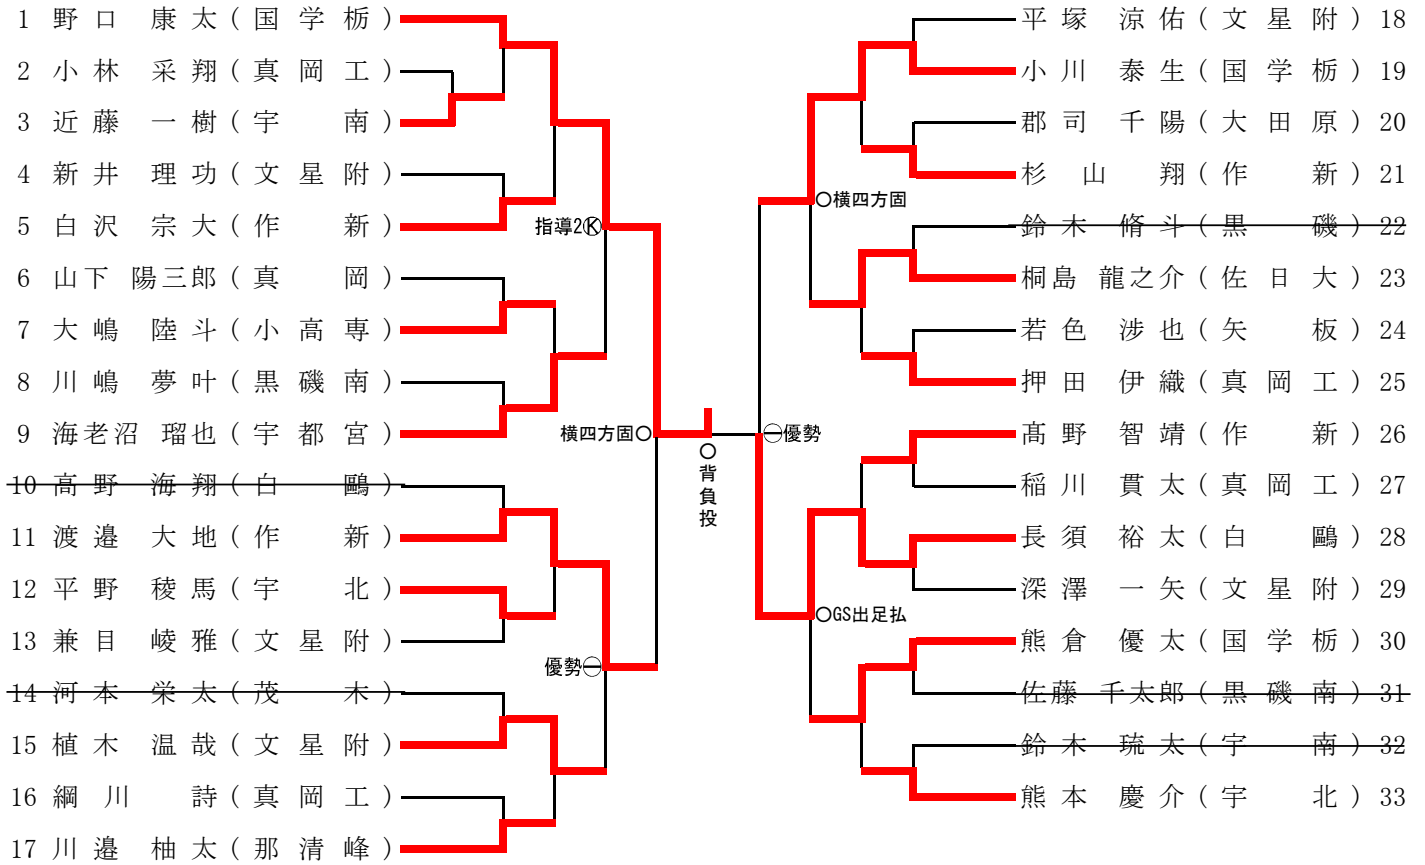 1 野口 康太(国学栃)
2 小林 采翔(真岡工)
3 近藤 一樹(宇 南)
4 新井 理功(文星附)
5 白沢 宗大(作 新)
6 山下 陽三郎(真 岡)
7 大嶋 陸斗(小高専)
8 川嶋 夢叶(黒磯南)
9 海老沼 瑠也(宇都宮)
10 高野 海翔(白 鷗)
11 渡邉 大地(作 新)
12 平野 稜馬(宇 北)
13 兼目 崚雅(文星附)
14 河本 栄太(茂 木)
15 植木 温哉(文星附)
16 綱川 詩(真岡工)
17 川邉 柚太(那清峰)
指導2Ⓚ
横四方固○
優勢㊀
○背負投
○横四方固
㊀優勢
○GS出足払
平塚 涼佑(文星附) 18
小川 泰生(国学栃) 19
郡司 千陽(大田原) 20
杉山 翔(作 新) 21
鈴木 脩斗(黒 磯) 22
桐島 龍之介(佐日大) 23
若色 渉也(矢 板) 24
押田 伊織(真岡工) 25
髙野 智靖(作 新) 26
稲川 貫太(真岡工) 27
長須 裕太(白 鷗) 28
深澤 一矢(文星附) 29
熊倉 優太(国学栃) 30
佐藤 千太郎(黒磯南) 31
鈴木 琉太(宇 南) 32
熊本 慶介(宇 北) 33